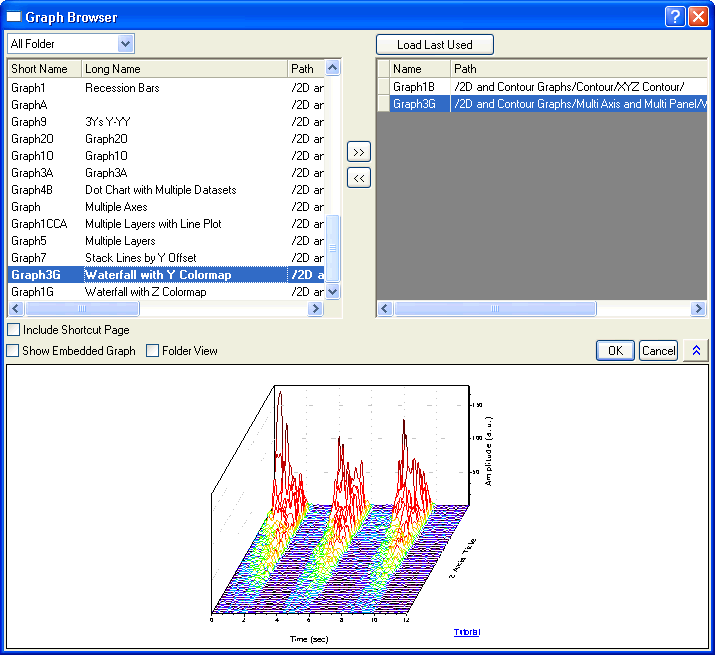 Graph Browser
All Folder
Load Last Used
Short Name Long Name Path
Graph1 Recession Bars /2D ar
GraphA /2D ar
Graph9 3Ys Y-YY /2D ar
Graph20 Graph20 /2D ar
Graph10 Graph10 /2D ar
Graph3A Graph3A /2D ar
Graph4B Dot Chart with Multiple Datasets /2D ar
Graph Multiple Axes /2D ar
Graph1CCA Multiple Layers with Line Plot /2D ar
Graph5 Multiple Layers /2D ar
Graph7 Stack Lines by Y Offset /2D ar
Graph3G Waterfall with Y Colormap /2D a
Graph1G Waterfall with Z Colormap /2D ar
>>
<<
Name Path
Graph1B /2D and Contour Graphs/Contour/XYZ Contour/
Graph3G /2D and Contour Graphs/Multi Axis and Multi Panel/
Include Shortcut Page
Show Embedded Graph Folder View
OK Cancel
150
100
50
Amplitude (a.u.)
Z Axis Title
0 2 4 6 8 10 12
Time (sec)
Tutorial